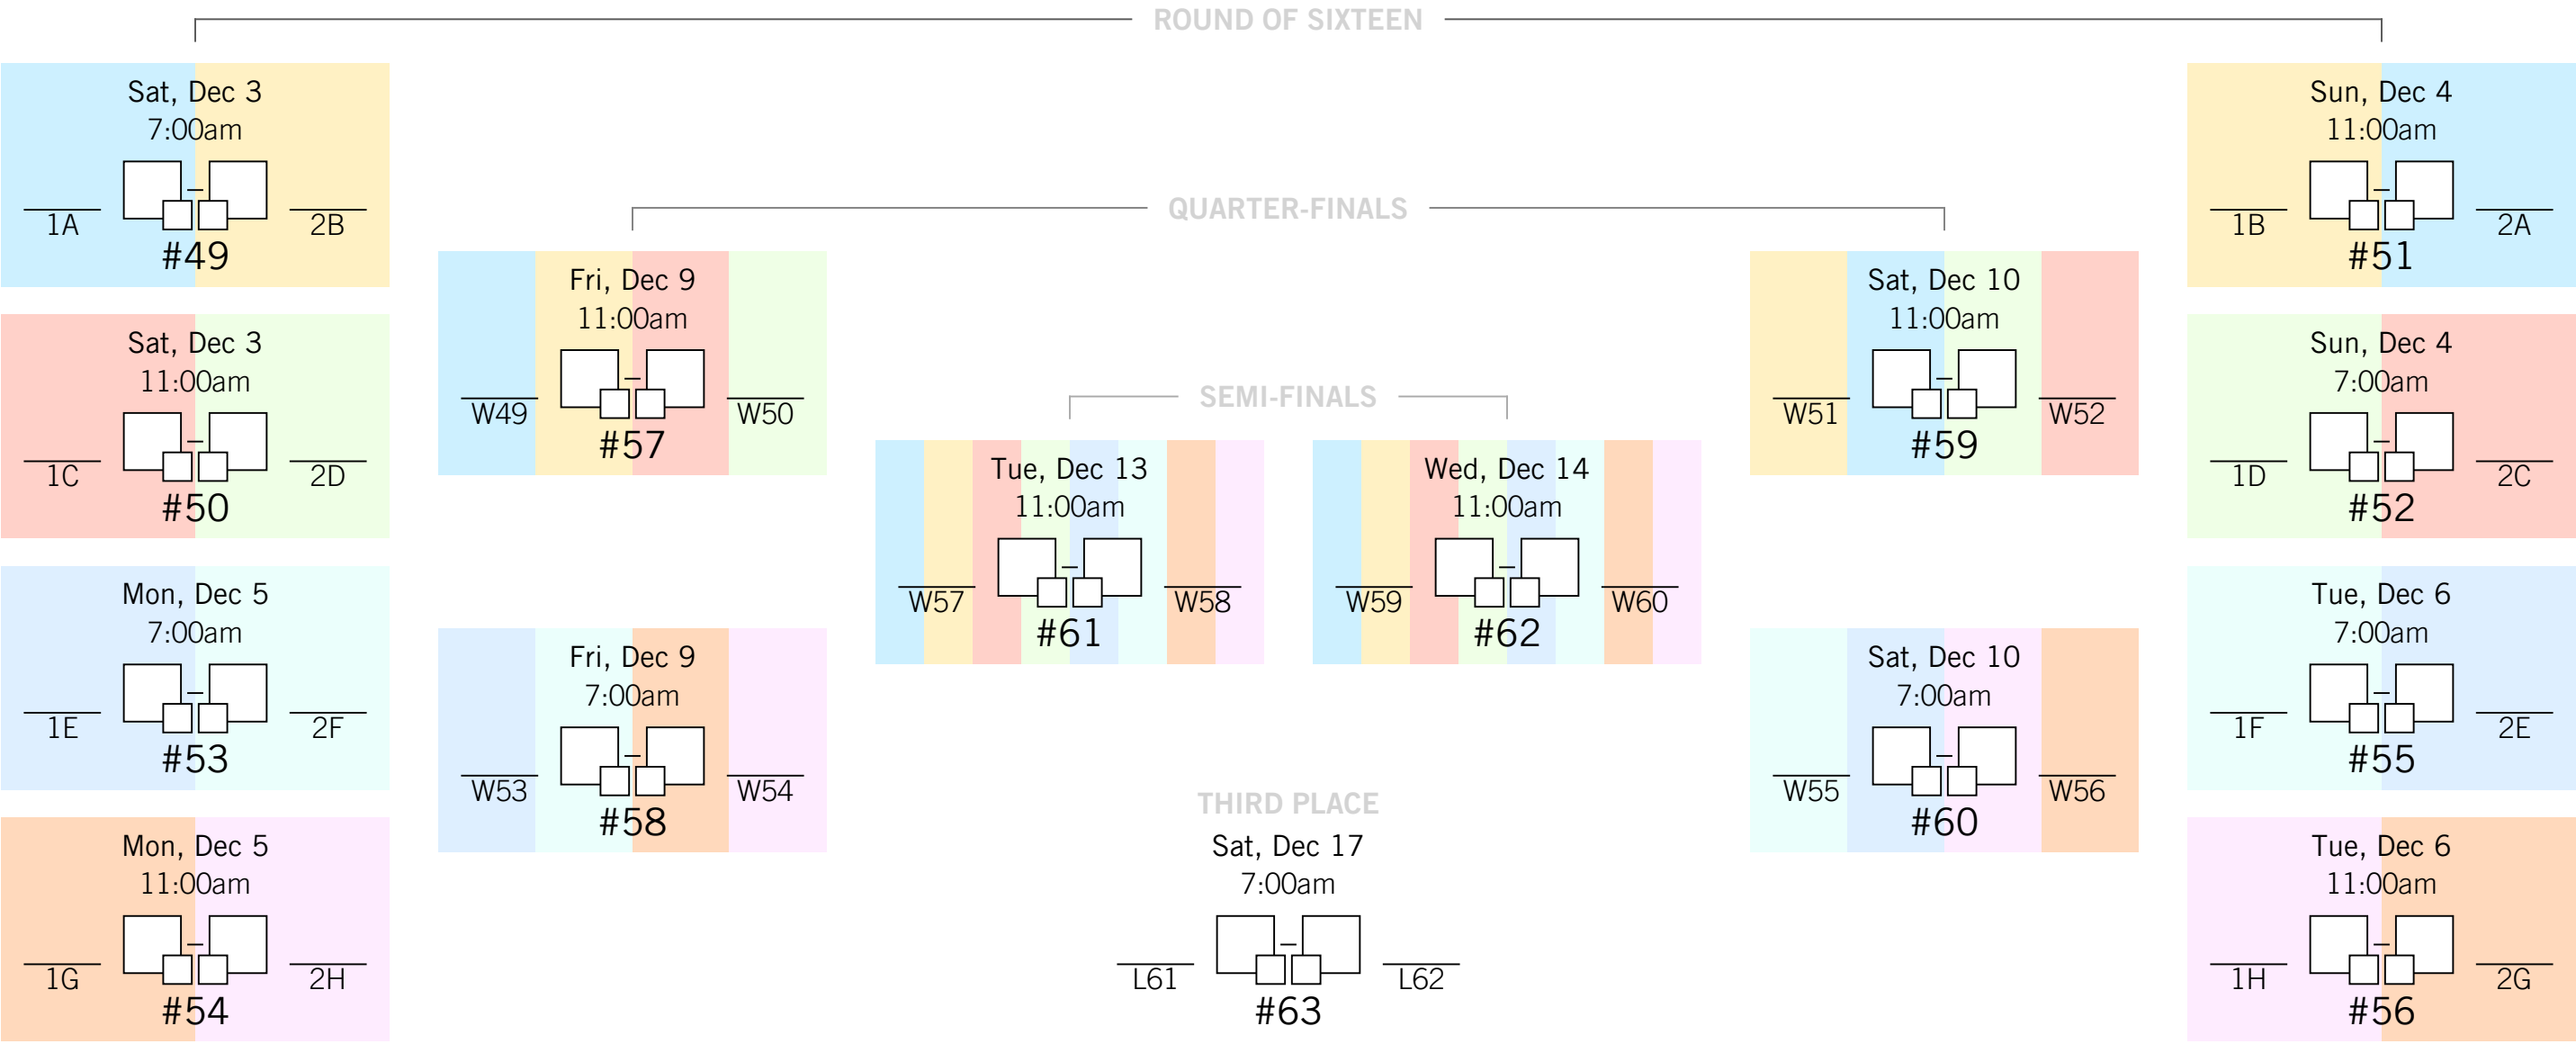 ROUND OF SIXTEEN
Sat, Dec 3
7:00am
1A – 2B
#49
Sat, Dec 3
11:00am
1C – 2D
#50
Mon, Dec 5
7:00am
1E – 2F
#53
Mon, Dec 5
11:00am
1G – 2H
#54
QUARTER-FINALS
Fri, Dec 9
11:00am
W49 – W50
#57
Fri, Dec 9
7:00am
W53 – W54
#58
SEMI-FINALS
Tue, Dec 13
11:00am
W57 – W58
#61
Wed, Dec 14
11:00am
W59 – W60
#62
THIRD PLACE
Sat, Dec 17
7:00am
L61 – L62
#63
Sat, Dec 10
11:00am
W51 – W52
#59
Sat, Dec 10
7:00am
W55 – W56
#60
Sun, Dec 4
11:00am
1B – 2A
#51
Sun, Dec 4
7:00am
1D – 2C
#52
Tue, Dec 6
7:00am
1F – 2E
#55
Tue, Dec 6
11:00am
1H – 2G
#56